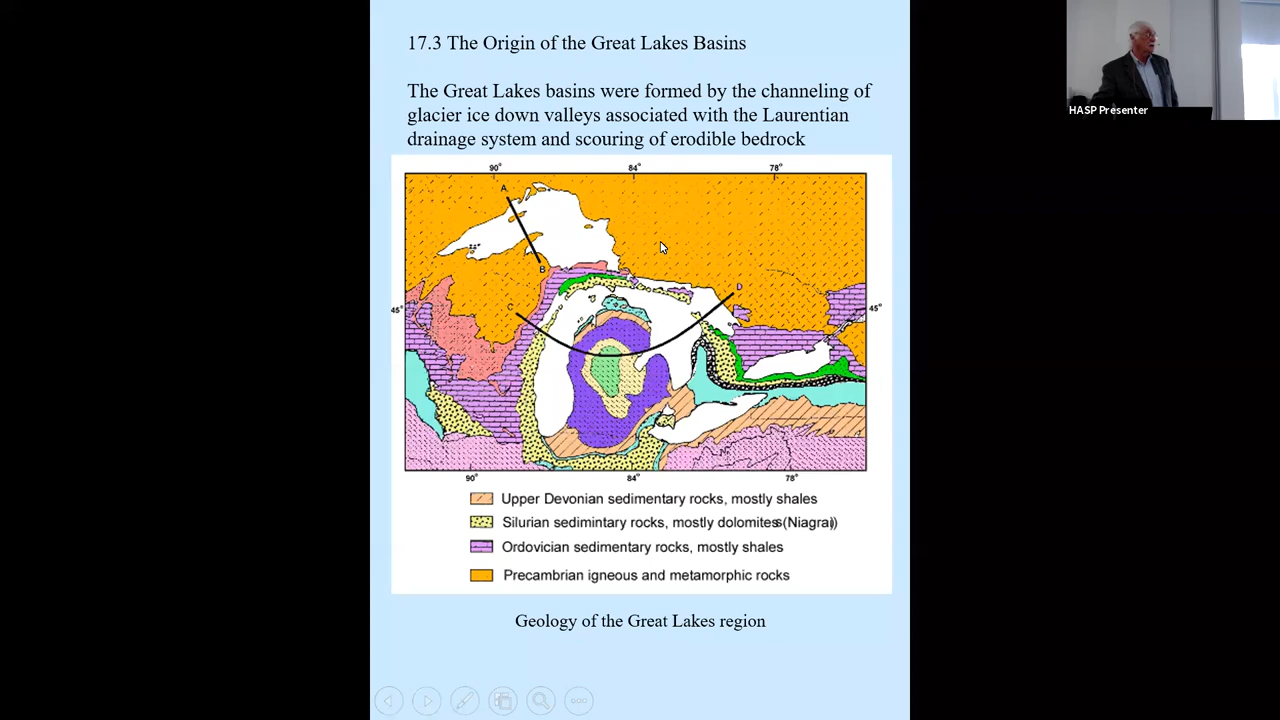 17.3 The Origin of the Great Lakes Basins
The Great Lakes basins were formed by the channeling of
glacier ice down valleys associated with the Laurentian
drainage system and scouring of erodible bedrock
HASP Presenter
90° 84° 78°
A
B
C
D
45° 45°
90° 84° 78°
Upper Devonian sedimentary rocks, mostly shales
Silurian sedimintary rocks, mostly dolomites (Niagra)
Ordovician sedimentary rocks, mostly shales
Precambrian igneous and metamorphic rocks
Geology of the Great Lakes region